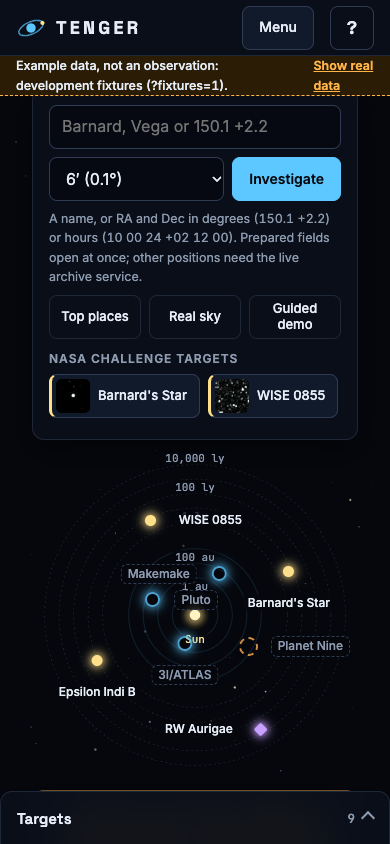 TENGER
Menu
?
Example data, not an observation:
development fixtures (?fixtures=1).
Show real
data
Barnard, Vega or 150.1 +2.2
6′ (0.1°)
Investigate
A name, or RA and Dec in degrees (150.1 +2.2)
or hours (10 00 24 +02 12 00). Prepared fields
open at once; other positions need the live
archive service.
Top places
Real sky
Guided
demo
NASA CHALLENGE TARGETS
Barnard's Star
WISE 0855
10,000 ly
100 ly
WISE 0855
100 au
Makemake
1 au
Pluto
Barnard's Star
Sun
Planet Nine
3I/ATLAS
Epsilon Indi B
RW Aurigae
Targets
9